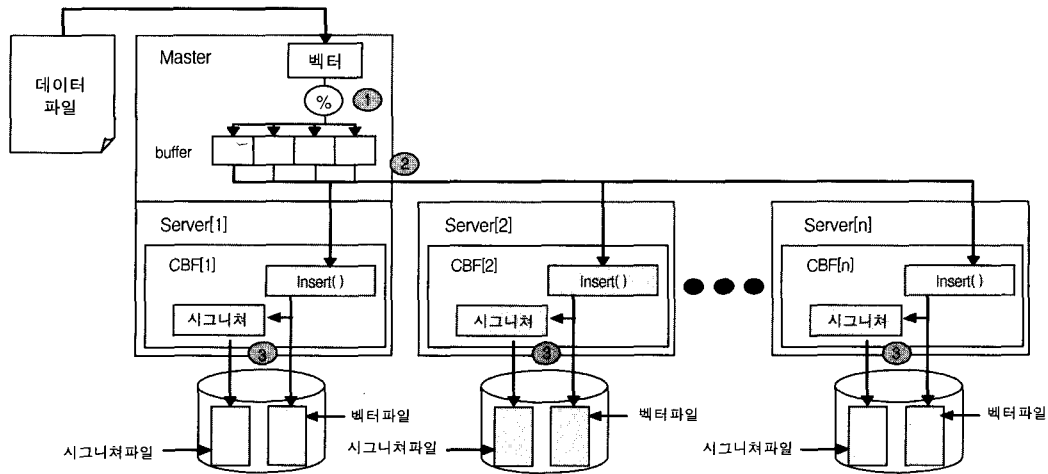 데이터
파일
Master
벡터
%
1
buffer
2
Server[1]
CBF[1]
Insert( )
시그니쳐
3
벡터파일
시그니쳐파일
Server[2]
CBF[2]
Insert( )
시그니쳐
3
벡터파일
시그니쳐파일
Server[n]
CBF[n]
Insert( )
시그니쳐
3
벡터파일
시그니쳐파일